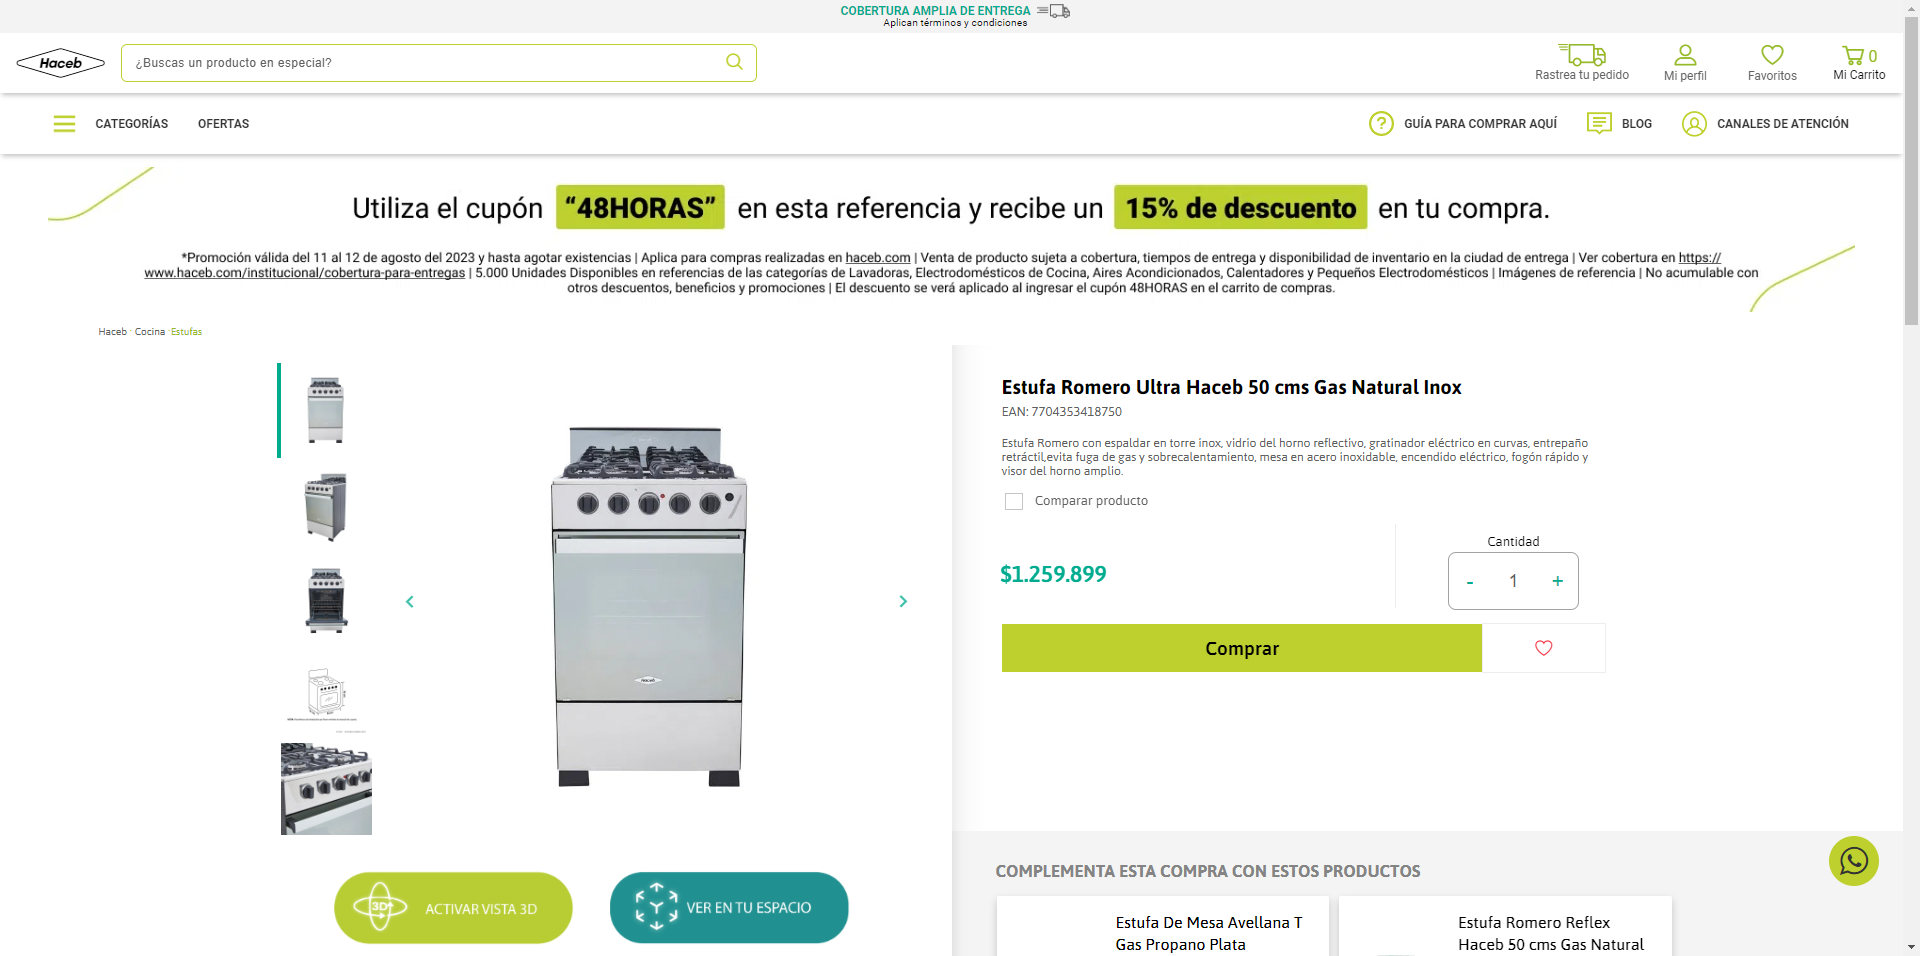 COBERTURA AMPLIA DE ENTREGA
Aplican términos y condiciones
Haceb
¿Buscas un producto en especial?
Rastrea tu pedido
Mi perfil
Favoritos
0
Mi Carrito
CATEGORÍAS
OFERTAS
GUÍA PARA COMPRAR AQUÍ
BLOG
CANALES DE ATENCIÓN
Utiliza el cupón “48HORAS” en esta referencia y recibe un 15% de descuento en tu compra.
*Promoción válida del 11 al 12 de agosto del 2023 y hasta agotar existencias | Aplica para compras realizadas en haceb.com | Venta de producto sujeta a cobertura, tiempos de entrega y disponibilidad de inventario en la ciudad de entrega | Ver cobertura en https://
www.haceb.com/institucional/cobertura-para-entregas | 5.000 Unidades Disponibles en referencias de las categorías de Lavadoras, Electrodomésticos de Cocina, Aires Acondicionados, Calentadores y Pequeños Electrodomésticos | Imágenes de referencia | No acumulable con
otros descuentos, beneficios y promociones | El descuento se verá aplicado al ingresar el cupón 48HORAS en el carrito de compras.
Haceb · Cocina · Estufas
Estufa Romero Ultra Haceb 50 cms Gas Natural Inox
EAN: 7704353418750
Estufa Romero con espaldar en torre inox, vidrio del horno reflectivo, gratinador eléctrico en curvas, entrepaño
retráctil,evita fuga de gas y sobrecalentamiento, mesa en acero inoxidable, encendido eléctrico, fogón rápido y
visor del horno amplio.
Comparar producto
$1.259.899
Cantidad
- 1 +
Comprar
Haceb
3D
ACTIVAR VISTA 3D
VER EN TU ESPACIO
COMPLEMENTA ESTA COMPRA CON ESTOS PRODUCTOS
Estufa De Mesa Avellana T
Gas Propano Plata
Estufa Romero Reflex
Haceb 50 cms Gas Natural